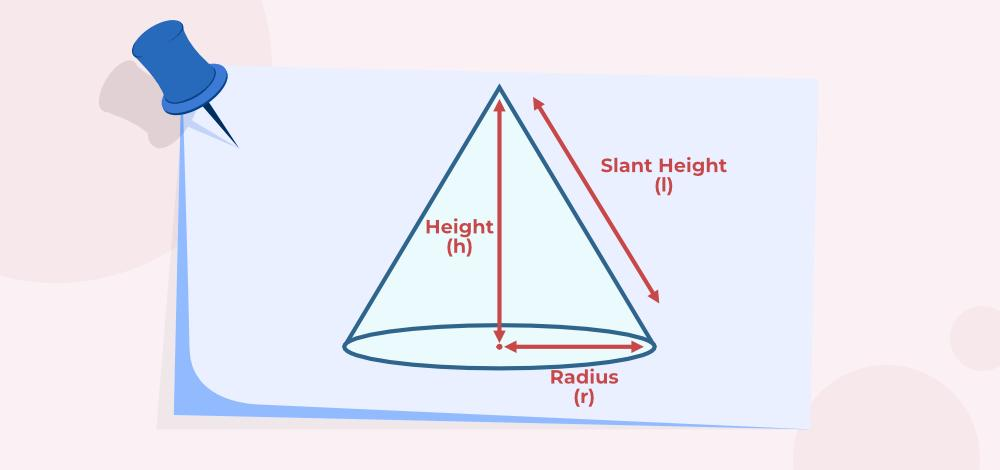 Slant Height
(l)
Height
(h)
Radius
(r)